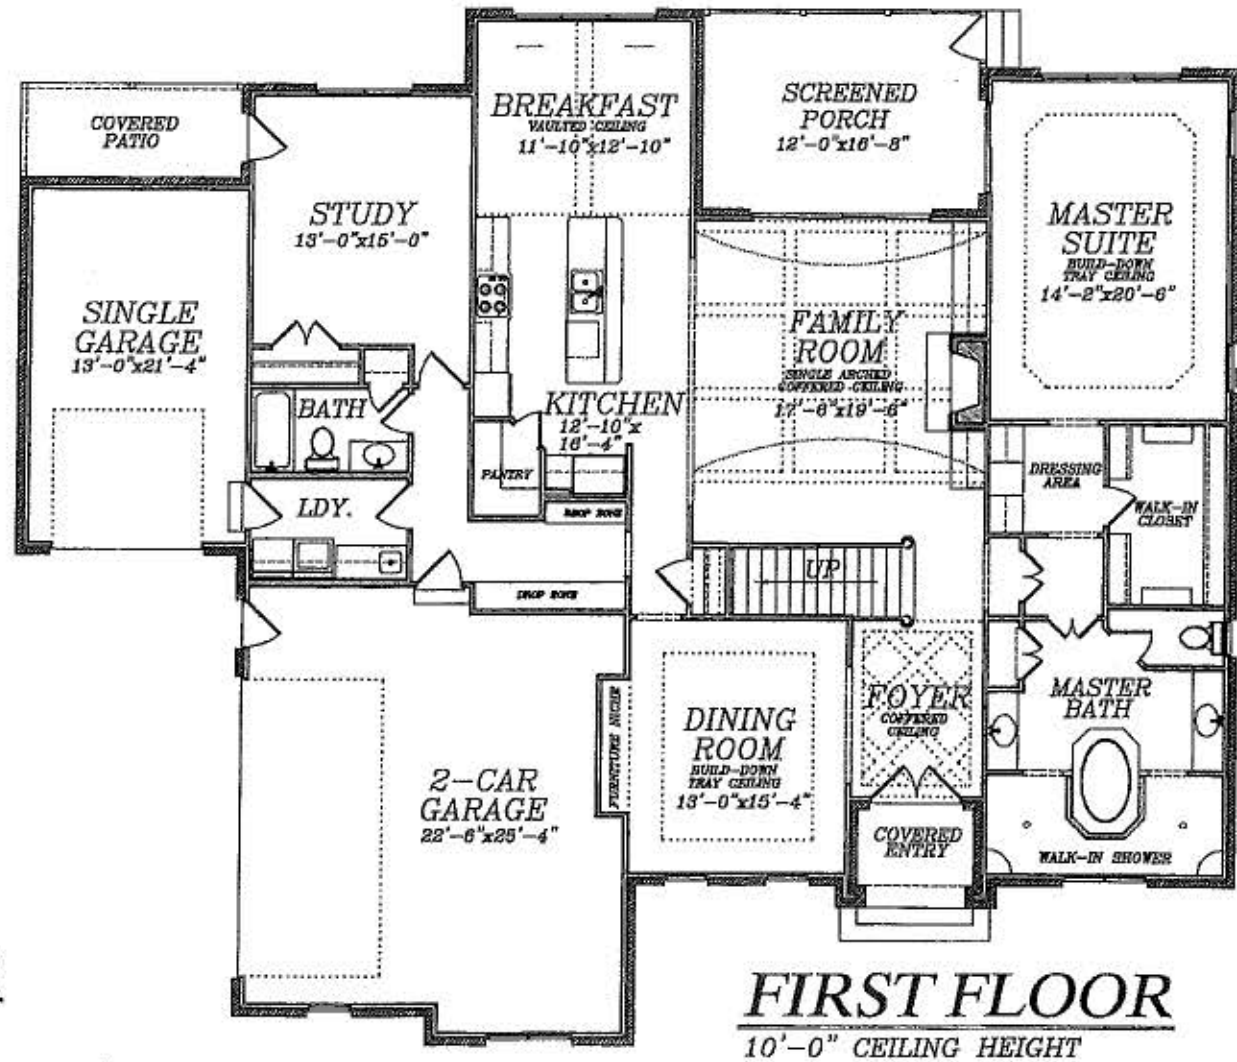 COVERED
PATIO
BREAKFAST
VAULTED CEILING
11'-10"x12'-10"
SCREENED
PORCH
12'-0"x16'-8"
STUDY
13'-0"x15'-0"
MASTER
SUITE
BUILD-DOWN
TRAY CEILING
14'-2"x20'-6"
SINGLE
GARAGE
13'-0"x21'-4"
FAMILY
ROOM
SINGLE ARCHED
COFFERED CEILING
17'-6"x19'-6"
BATH
KITCHEN
12'-10"x
16'-4"
PANTRY
DRESSING
AREA
WALK-IN
CLOSET
LDY.
DROP ZONE
DROP ZONE
UP
FOYER
COFFERED
CEILING
MASTER
BATH
DINING
ROOM
BUILD-DOWN
TRAY CEILING
13'-0"x15'-4"
FURNITURE NICHE
2-CAR
GARAGE
22'-6"x25'-4"
COVERED
ENTRY
WALK-IN SHOWER
FIRST FLOOR
10'-0" CEILING HEIGHT